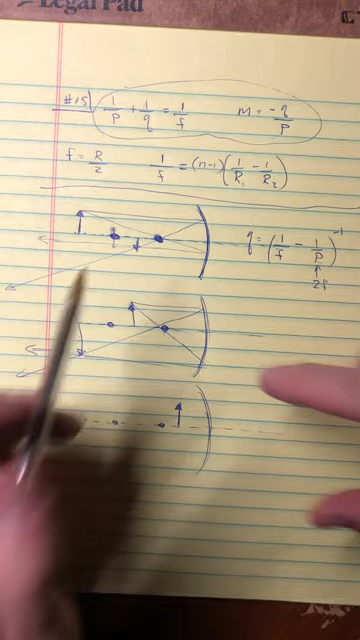 Legal Pad
#15) 1/p + 1/q = 1/f M = -q/p
f = R/2 1/f = (n-1)(1/R₁ - 1/R₂)
q = (1/f - 1/p)⁻¹
↑
2f